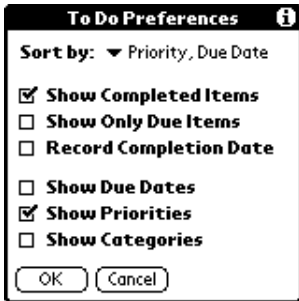 To Do Preferences
Sort by: Priority, Due Date
Show Completed Items
Show Only Due Items
Record Completion Date
Show Due Dates
Show Priorities
Show Categories
OK Cancel